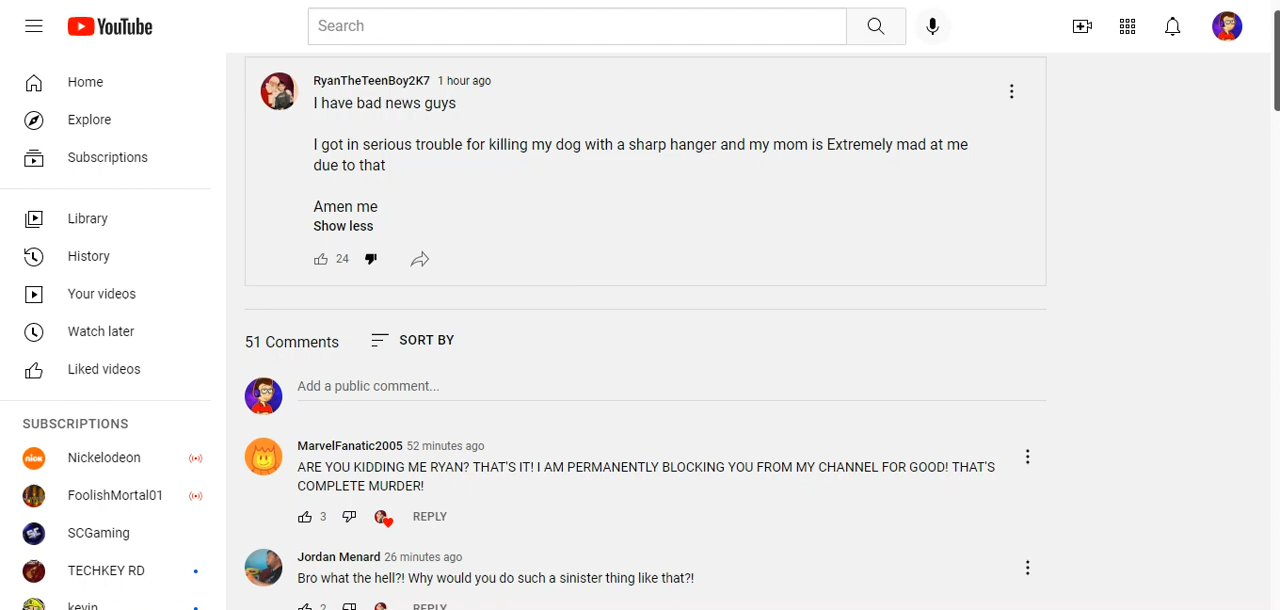 YouTube
Search
Home
Explore
Subscriptions
Library
History
Your videos
Watch later
Liked videos
SUBSCRIPTIONS
nick
Nickelodeon
FoolishMortal01
SC
SCGaming
TECHKEY RD
kevin
RyanTheTeenBoy2K7 1 hour ago
I have bad news guys
I got in serious trouble for killing my dog with a sharp hanger and my mom is Extremely mad at me
due to that
Amen me
Show less
24
51 Comments SORT BY
Add a public comment...
MarvelFanatic2005 52 minutes ago
ARE YOU KIDDING ME RYAN? THAT'S IT! I AM PERMANENTLY BLOCKING YOU FROM MY CHANNEL FOR GOOD! THAT'S
COMPLETE MURDER!
3 REPLY
Jordan Menard 26 minutes ago
Bro what the hell?! Why would you do such a sinister thing like that?!
2 REPLY